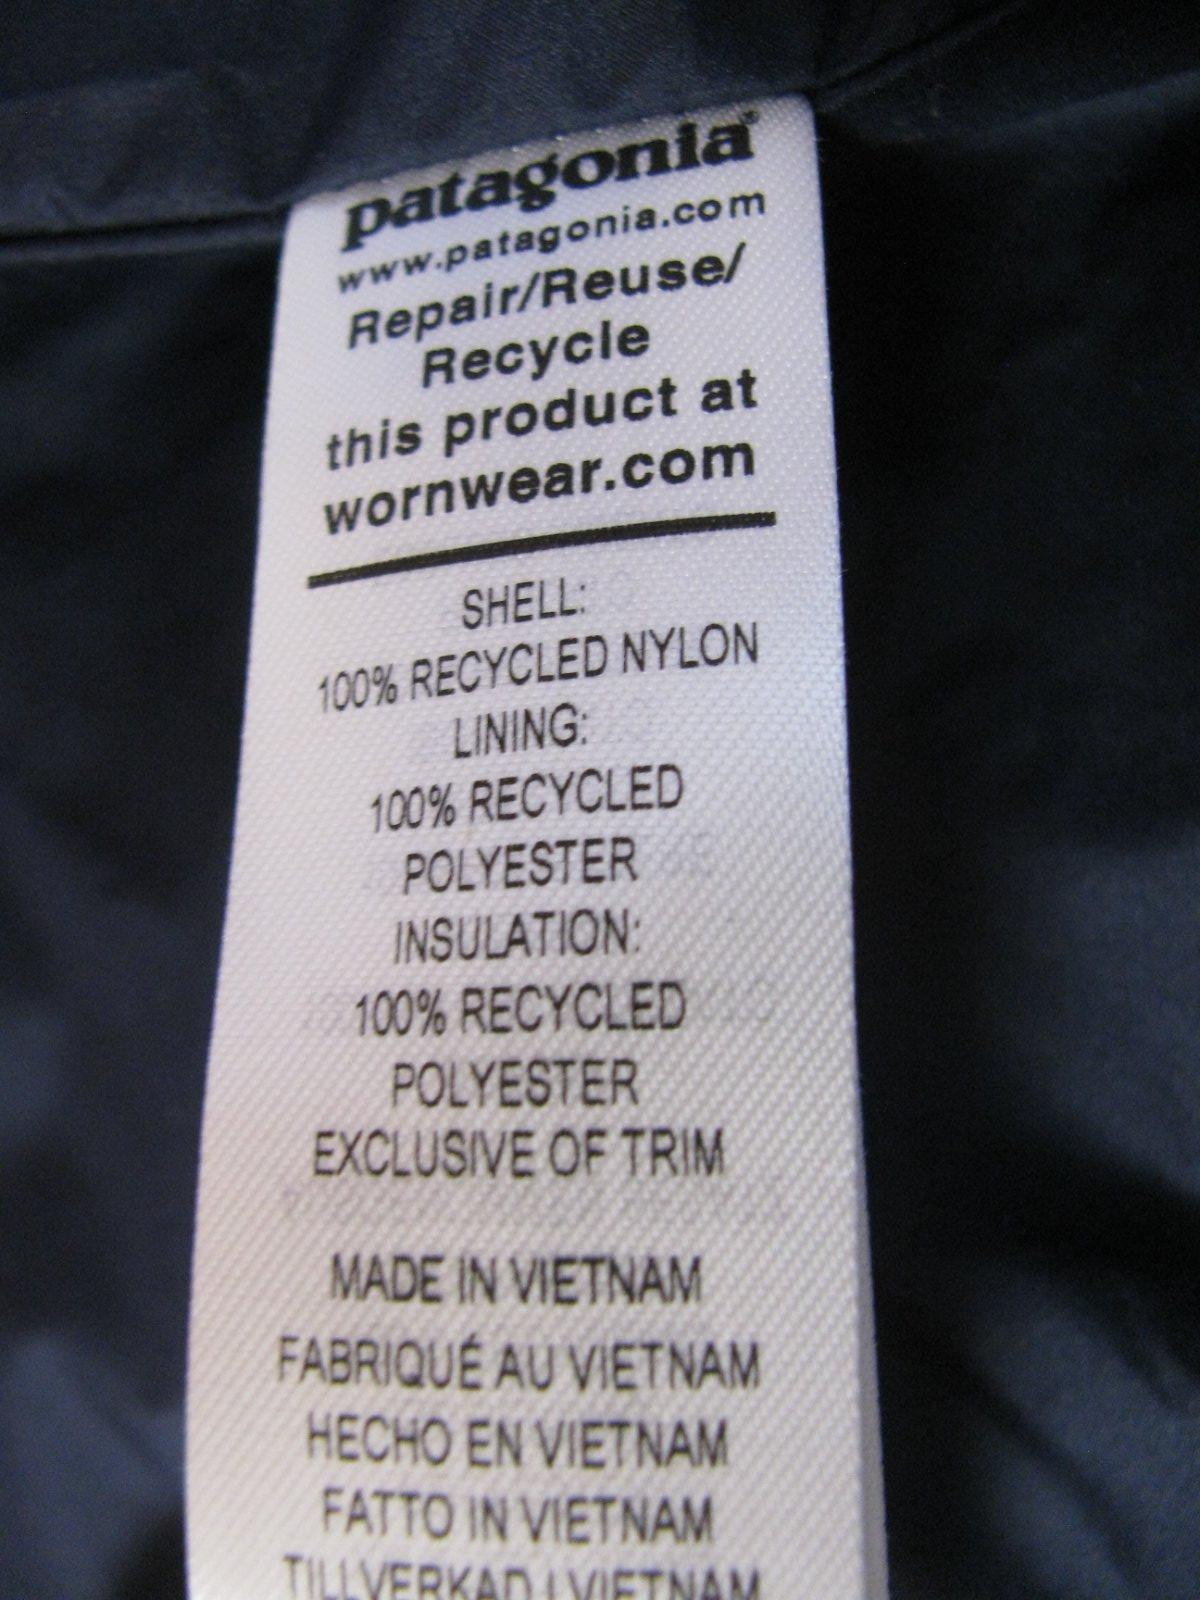 patagonia®
www.patagonia.com
Repair/Reuse/
Recycle
this product at
wornwear.com
SHELL:
100% RECYCLED NYLON
LINING:
100% RECYCLED
POLYESTER
INSULATION:
100% RECYCLED
POLYESTER
EXCLUSIVE OF TRIM
MADE IN VIETNAM
FABRIQUÉ AU VIETNAM
HECHO EN VIETNAM
FATTO IN VIETNAM
TILLVERKAD I VIETNAM